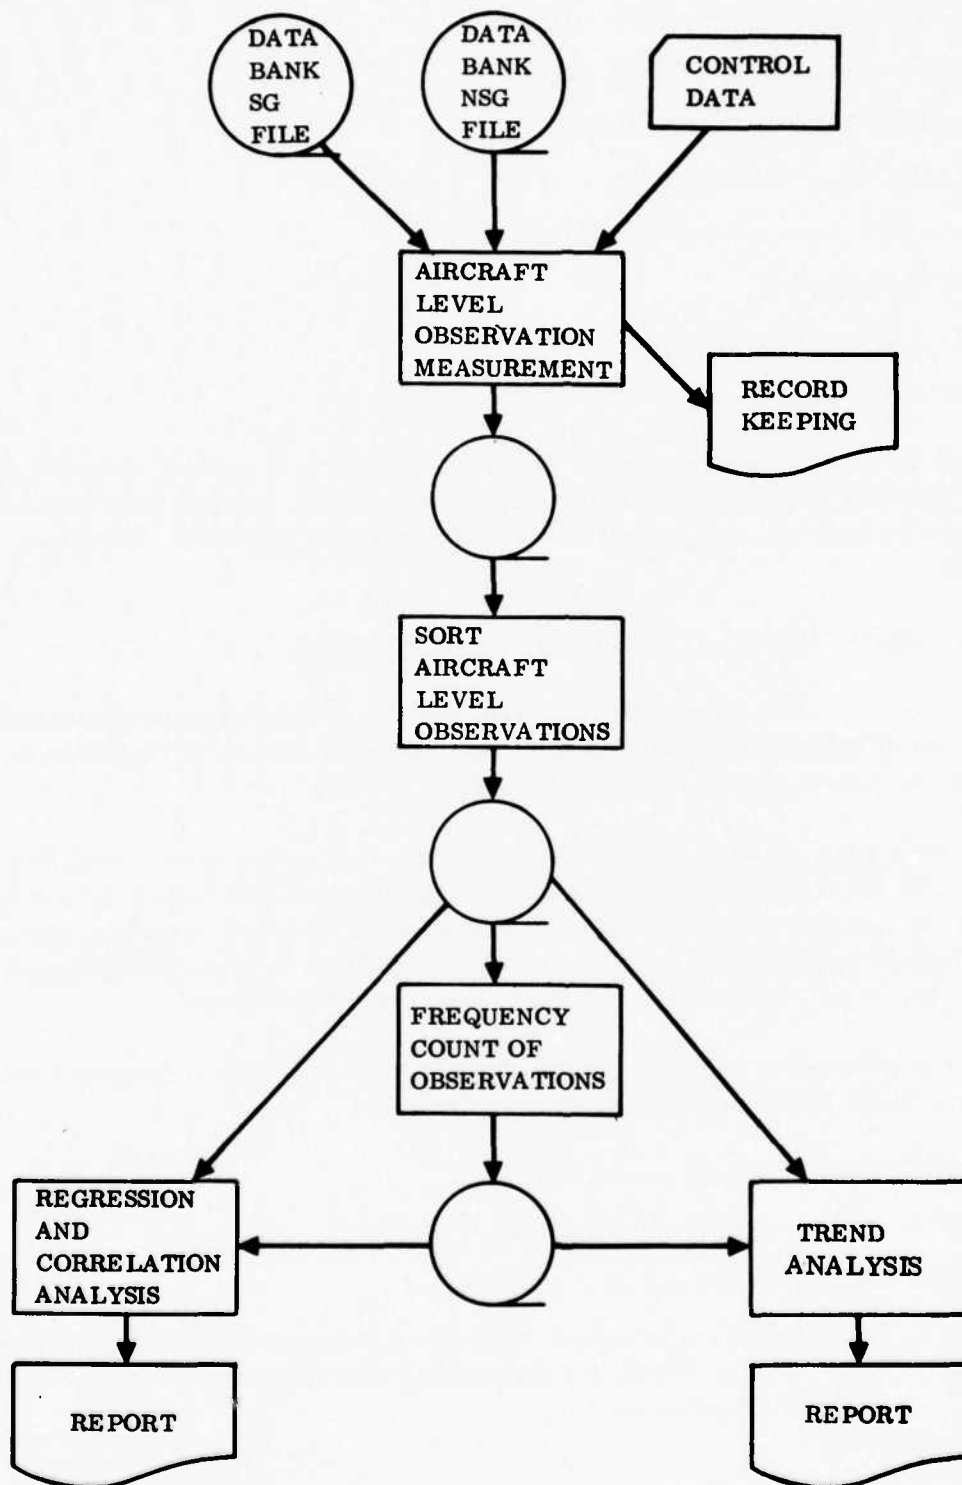 DATA
BANK
SG
FILE
DATA
BANK
NSG
FILE
CONTROL
DATA
AIRCRAFT
LEVEL
OBSERVATION
MEASUREMENT
RECORD
KEEPING
SORT
AIRCRAFT
LEVEL
OBSERVATIONS
FREQUENCY
COUNT OF
OBSERVATIONS
REGRESSION
AND
CORRELATION
ANALYSIS
TREND
ANALYSIS
REPORT
REPORT